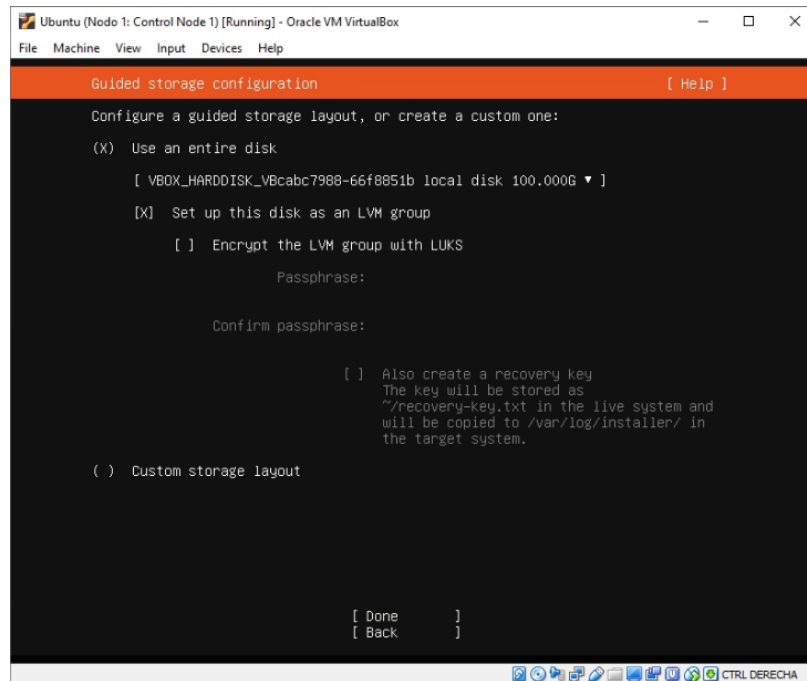 Ubuntu (Nodo 1: Control Node 1) [Running] - Oracle VM VirtualBox
File Machine View Input Devices Help
Guided storage configuration [ Help ]
Configure a guided storage layout, or create a custom one:
(X) Use an entire disk
[ VBOX_HARDDISK_VBcabc7988-66f8851b local disk 100.000G ▾ ]
[X] Set up this disk as an LVM group
[ ] Encrypt the LVM group with LUKS
Passphrase:
Confirm passphrase:
[ ] Also create a recovery key
The key will be stored as
~/recovery-key.txt in the live system and
will be copied to /var/log/installer/ in
the target system.
( ) Custom storage layout
[ Done ]
[ Back ]
CTRL DERECHA